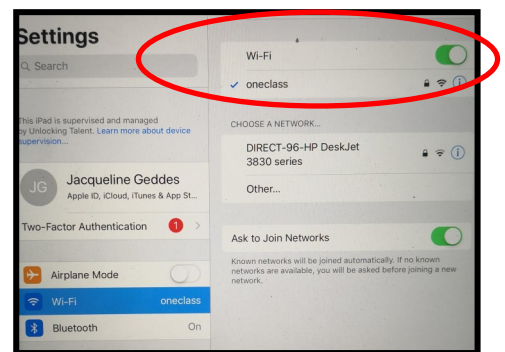 Settings
Search
This iPad is supervised and managed
by Unlocking Talent. Learn more about device
supervision...
JG
Jacqueline Geddes
Apple ID, iCloud, iTunes & App St...
Two-Factor Authentication 1
Airplane Mode
Wi-Fi oneclass
Bluetooth On
Wi-Fi
oneclass
CHOOSE A NETWORK...
DIRECT-96-HP DeskJet
3830 series
Other...
Ask to Join Networks
Known networks will be joined automatically. If no known
networks are available, you will be asked before joining a new
network.